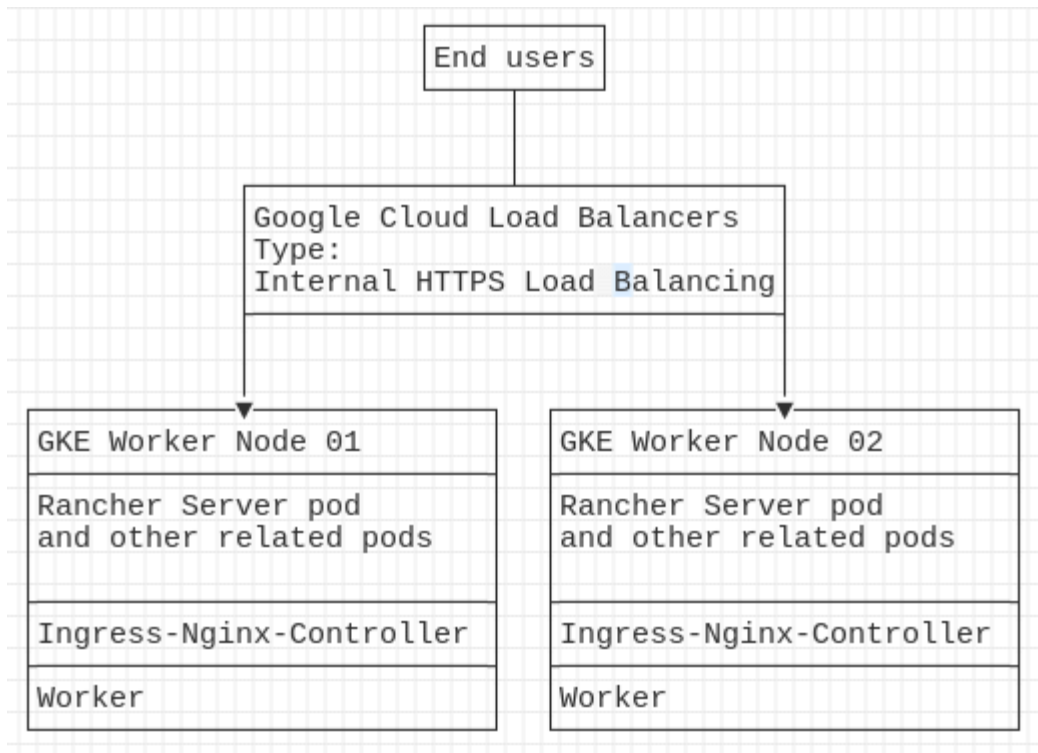 End users
Google Cloud Load Balancers
Type:
Internal HTTPS Load Balancing
GKE Worker Node 01
Rancher Server pod
and other related pods
Ingress-Nginx-Controller
Worker
GKE Worker Node 02
Rancher Server pod
and other related pods
Ingress-Nginx-Controller
Worker